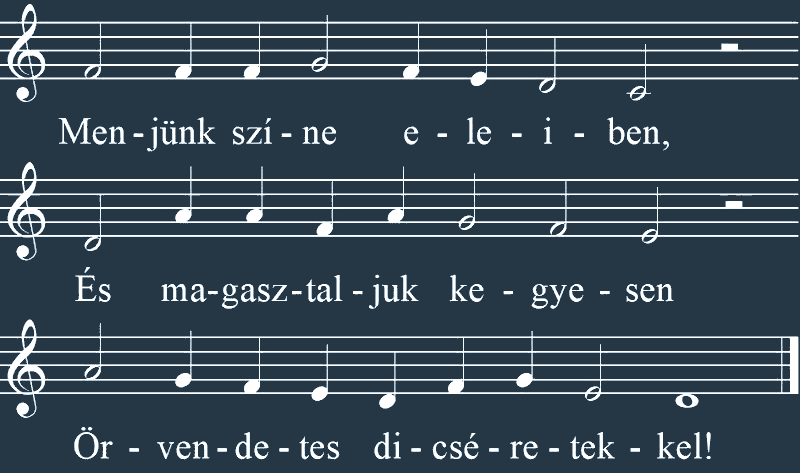 Men-jünk szí-ne e-le-i-ben,
És ma-gasz-tal-juk ke-gye-sen
Ör-ven-de-tes di-csé-re-tek-kel!